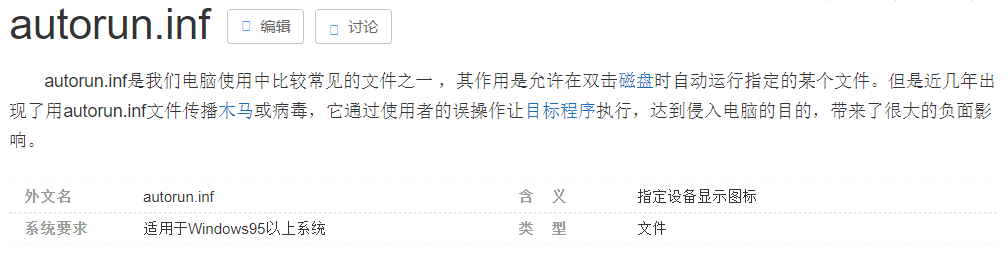 autorun.inf 编辑 讨论
autorun.inf是我们电脑使用中比较常见的文件之一 ，其作用是允许在双击磁盘时自动运行指定的某个文件。但是近几年出
现了用autorun.inf文件传播木马或病毒，它通过使用者的误操作让目标程序执行，达到侵入电脑的目的，带来了很大的负面影
响。
外文名 autorun.inf 含 义 指定设备显示图标
系统要求 适用于Windows95以上系统 类 型 文件